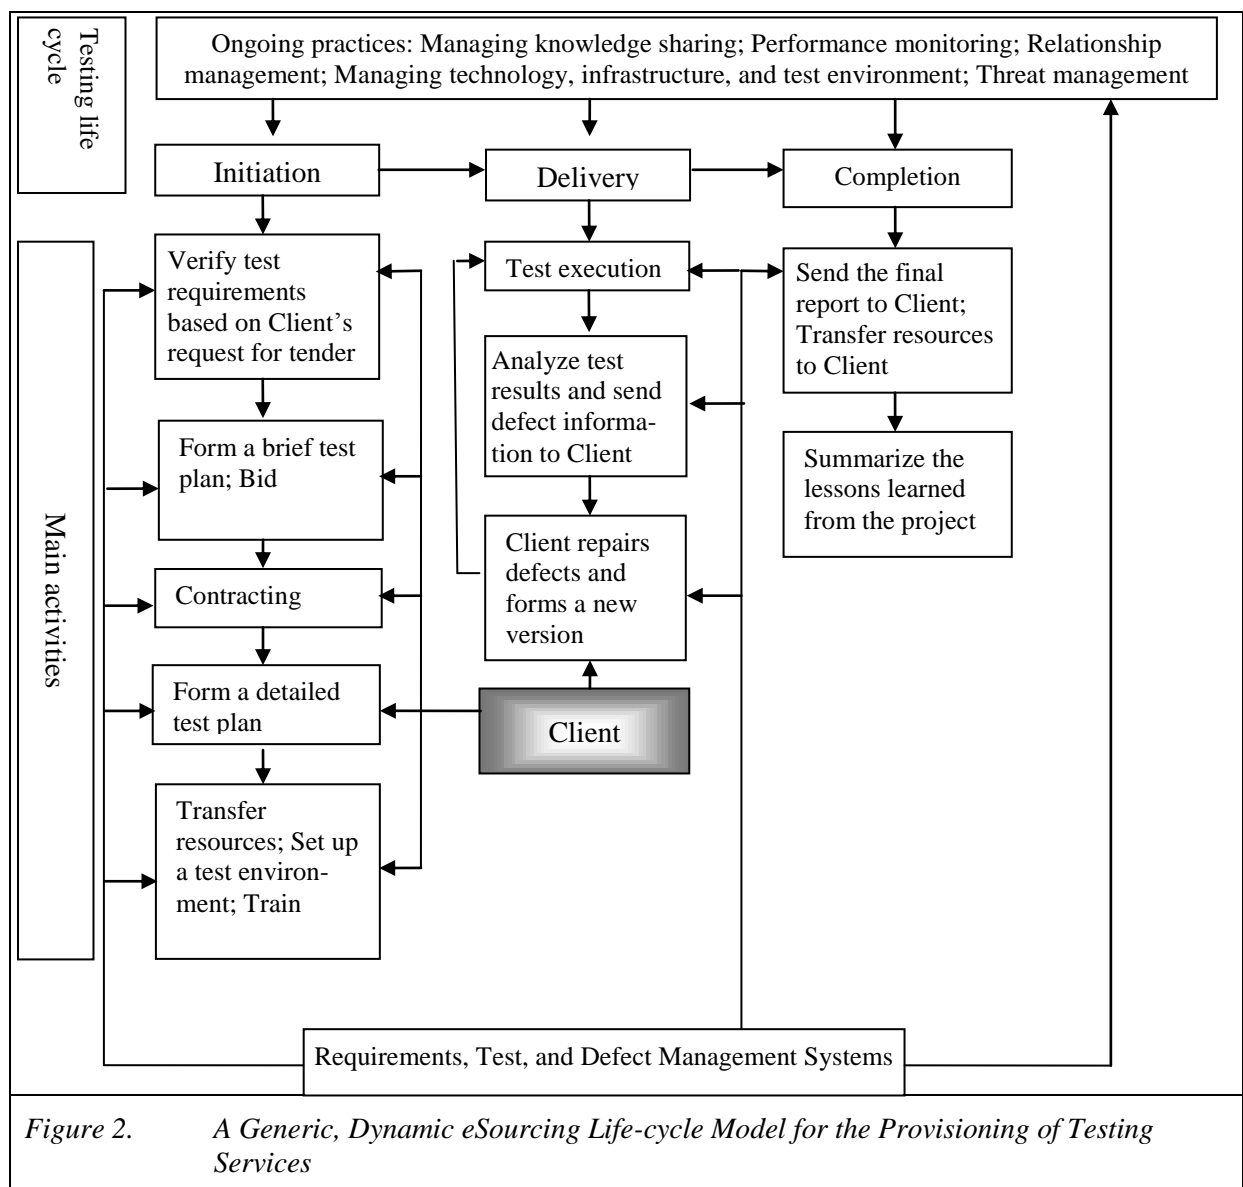 Testing life
cycle
Ongoing practices: Managing knowledge sharing; Performance monitoring; Relationship
management; Managing technology, infrastructure, and test environment; Threat management
Initiation
Delivery
Completion
Main activities
Verify test
requirements
based on Client’s
request for tender
Form a brief test
plan; Bid
Contracting
Form a detailed
test plan
Transfer
resources; Set up
a test environ-
ment; Train
Test execution
Analyze test
results and send
defect informa-
tion to Client
Client repairs
defects and
forms a new
version
Client
Send the final
report to Client;
Transfer resources
to Client
Summarize the
lessons learned
from the project
Requirements, Test, and Defect Management Systems
Figure 2. A Generic, Dynamic eSourcing Life-cycle Model for the Provisioning of Testing
Services